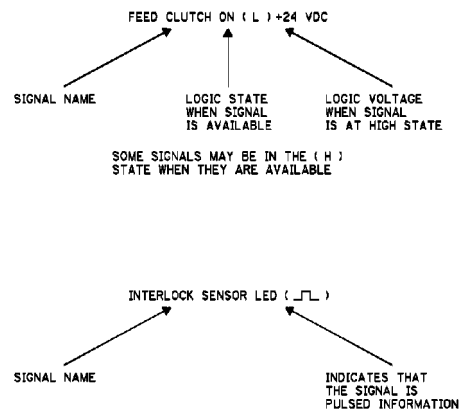 FEED CLUTCH ON ( L ) +24 VDC
SIGNAL NAME
LOGIC STATE
WHEN SIGNAL
IS AVAILABLE
LOGIC VOLTAGE
WHEN SIGNAL
IS AT HIGH STATE
SOME SIGNALS MAY BE IN THE ( H )
STATE WHEN THEY ARE AVAILABLE
INTERLOCK SENSOR LED ( )
SIGNAL NAME
INDICATES THAT
THE SIGNAL IS
PULSED INFORMATION